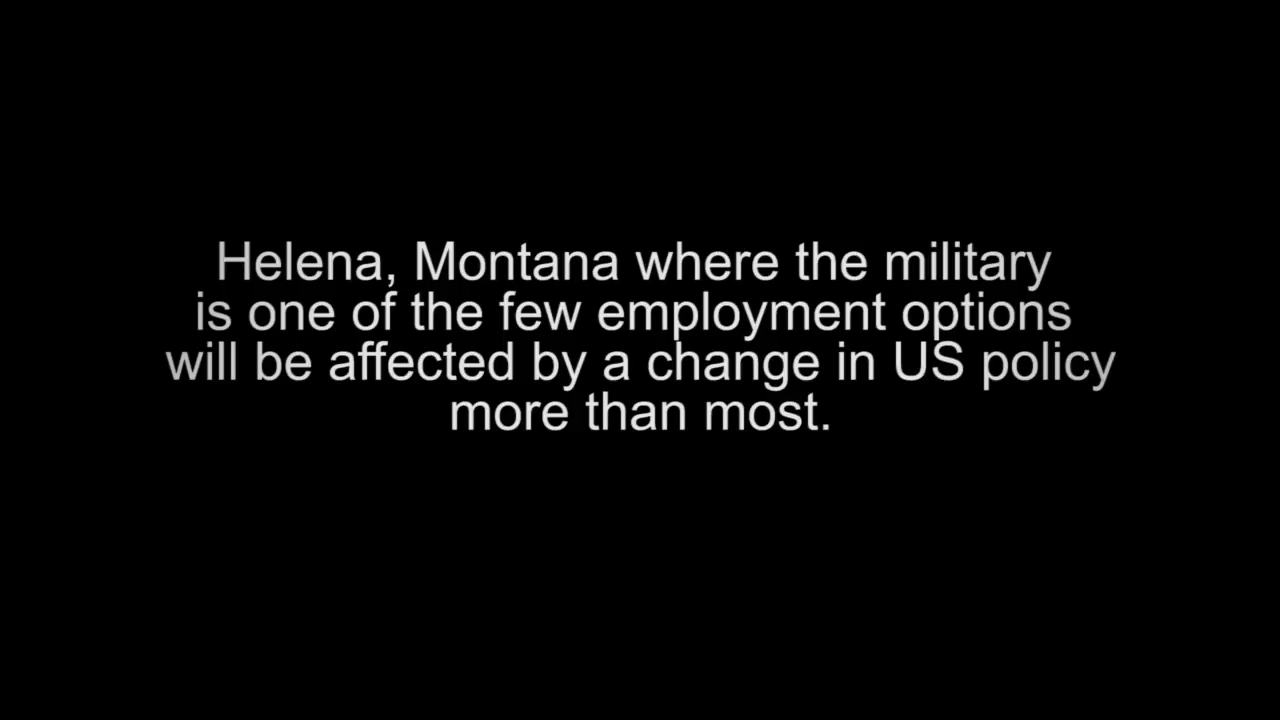 Helena, Montana where the military
is one of the few employment options
will be affected by a change in US policy
more than most.